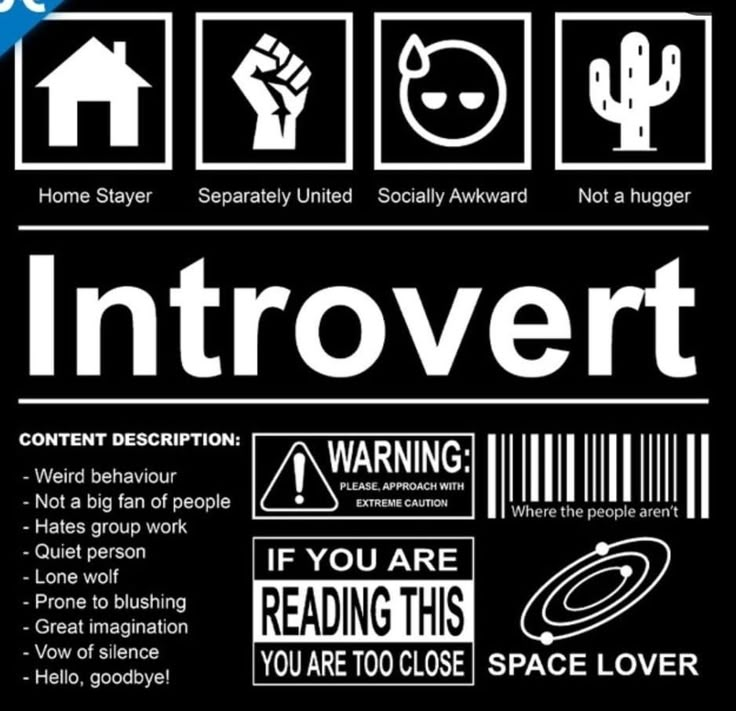 Home Stayer
Separately United
Socially Awkward
Not a hugger
Introvert
CONTENT DESCRIPTION:
- Weird behaviour
- Not a big fan of people
- Hates group work
- Quiet person
- Lone wolf
- Prone to blushing
- Great imagination
- Vow of silence
- Hello, goodbye!
WARNING:
PLEASE, APPROACH WITH
EXTREME CAUTION
Where the people aren't
IF YOU ARE
READING THIS
YOU ARE TOO CLOSE
SPACE LOVER